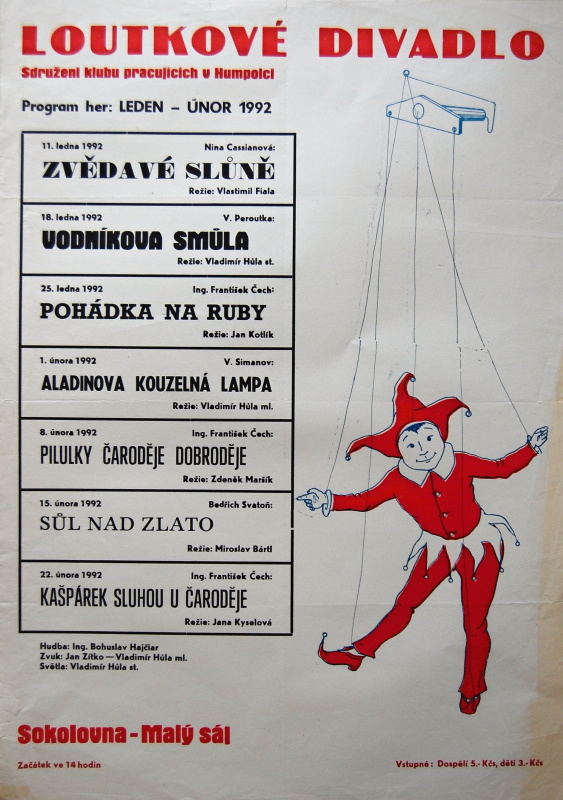 LOUTKOVÉ DIVADLO
Sdružení klubu pracujících v Humpolci
Program her: LEDEN – ÚNOR 1992
11. ledna 1992 Nina Cassianová:
ZVĚDAVÉ SLŮNĚ
Režie: Vlastimil Fiala
18. ledna 1992 V. Peroutka:
VODNÍKOVA SMŮLA
Režie: Vladimír Hůla st.
25. ledna 1992 Ing. František Čech:
POHÁDKA NA RUBY
Režie: Jan Kotlík
1. února 1992 V. Simanov:
ALADINOVA KOUZELNÁ LAMPA
Režie: Vladimír Hůla ml.
8. února 1992 Ing. František Čech:
PILULKY ČARODĚJE DOBRODĚJE
Režie: Zdeněk Maršík
15. února 1992 Bedřich Svatoň:
SŮL NAD ZLATO
Režie: Miroslav Bártl
22. února 1992 Ing. František Čech:
KAŠPÁREK SLUHOU U ČARODĚJE
Režie: Jana Kyselová
Hudba: Ing. Bohuslav Hajčiar
Zvuk: Jan Zítko — Vladimír Hůla ml.
Světla: Vladimír Hůla st.
Sokolovna - Malý sál
Začátek ve 14 hodin
Vstupné: Dospělí 5.- Kčs, děti 3.- Kčs